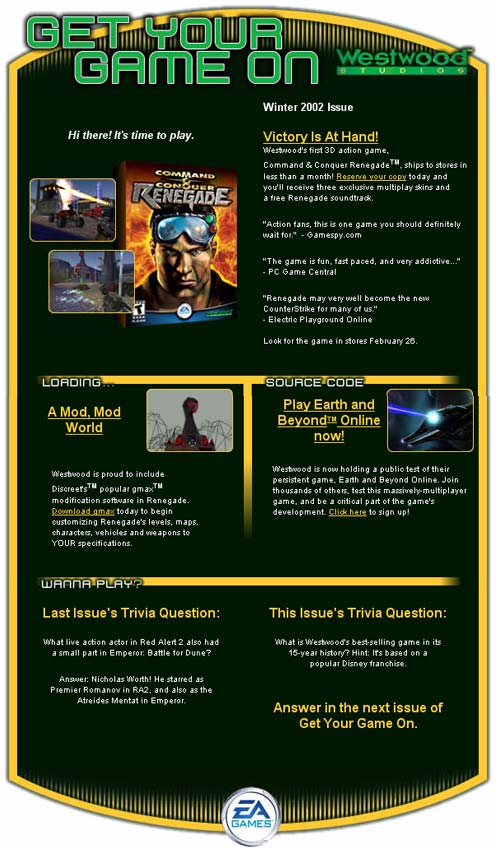 GET YOUR
GAME ON
Westwood™
STUDIOS
Winter 2002 Issue
Hi there! It's time to play.
COMMAND
&
CONQUER
RENEGADE
EA
GAMES
Victory Is At Hand!
Westwood's first 3D action game,
Command & Conquer Renegade™, ships to stores in
less than a month! Reserve your copy today and
you'll receive three exclusive multiplay skins and
a free Renegade soundtrack.
"Action fans, this is one game you should definitely
wait for." - Gamespy.com
"The game is fun, fast paced, and very addictive..."
- PC Game Central
"Renegade may very well become the new
CounterStrike for many of us."
- Electric Playground Online
Look for the game in stores February 26.
LOADING...
A Mod, Mod
World
Westwood is proud to include
Discreet's™ popular gmax™
modification software in Renegade.
Download gmax today to begin
customizing Renegade's levels, maps,
characters, vehicles and weapons to
YOUR specifications.
SOURCE CODE
Play Earth and
Beyond™ Online
now!
Westwood is now holding a public test of their
persistent game, Earth and Beyond Online. Join
thousands of others, test this massively-multiplayer
game, and be a critical part of the game's
development. Click here to sign up!
WANNA PLAY?
Last Issue's Trivia Question:
What live action actor in Red Alert 2 also had
a small part in Emperor: Battle for Dune?
Answer: Nicholas Worth! He starred as
Premier Romanov in RA2, and also as the
Atreides Mentat in Emperor.
This Issue's Trivia Question:
What is Westwood's best-selling game in its
15-year history? Hint: It's based on a
popular Disney franchise.
Answer in the next issue of
Get Your Game On.
EA
GAMES™